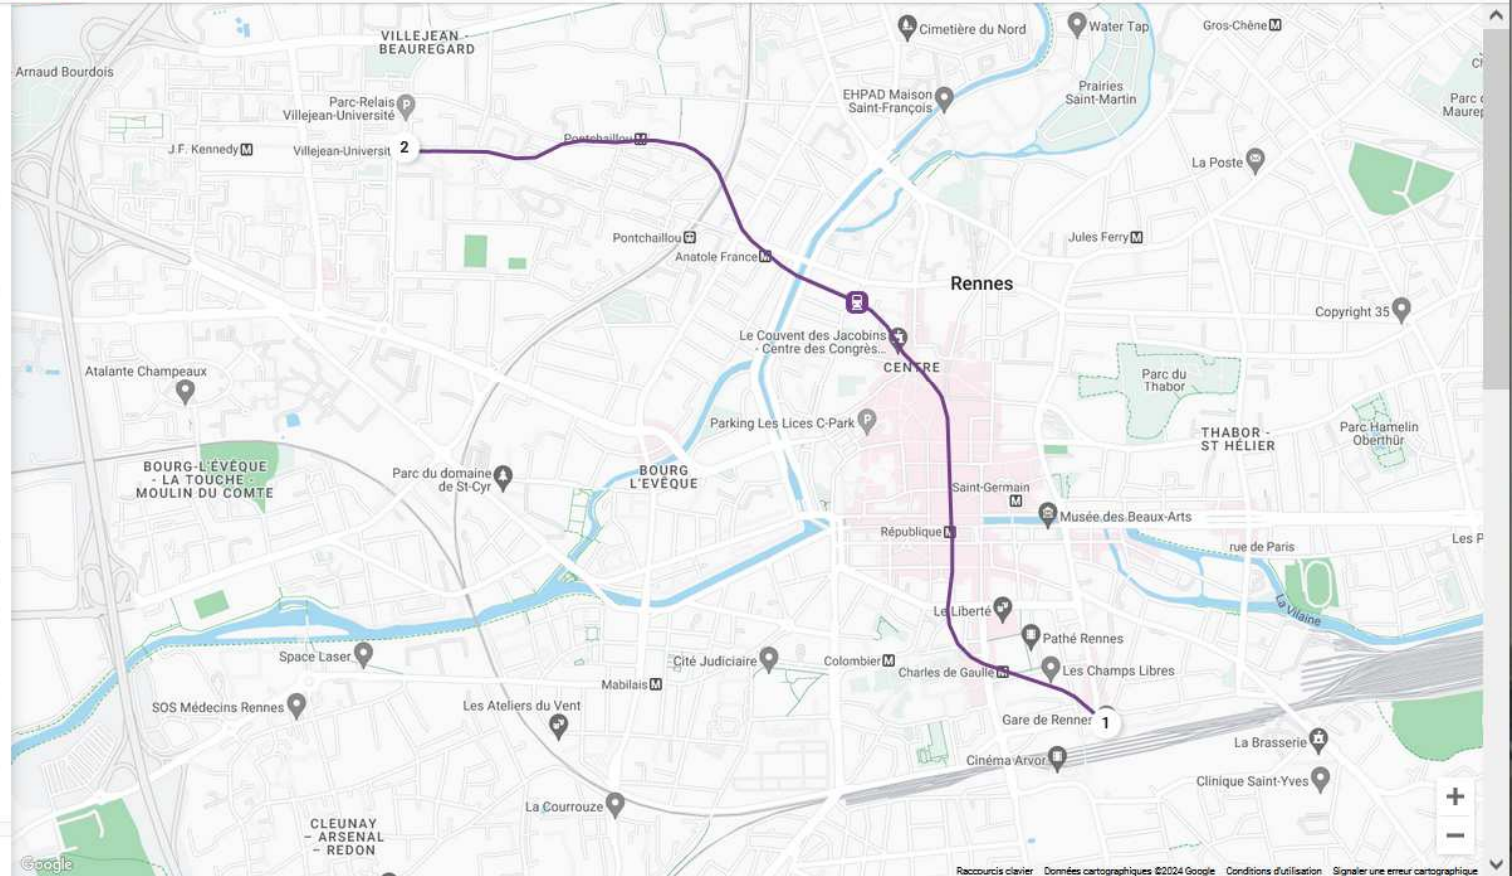 VILLEJEAN -
BEAUREGARD
Cimetière du Nord
Water Tap
Gros-Chêne M
Arnaud Bourdois
Parc-Relais
Villejean-Université
P
EHPAD Maison
Saint-François
Prairies
Saint-Martin
J.F. Kennedy M
Villejean-Universit
2
Pontchaillou M
La Poste
Pontchaillou
Anatole France M
Jules Ferry M
Rennes
Copyright 35
Le Couvent des Jacobins
- Centre des Congrès...
CENTRE
Atalante Champeaux
Parc du
Thabor
Parking Les Lices C-Park
P
THABOR -
ST HÉLIER
Parc Hamelin
Oberthür
BOURG-L'ÉVÊQUE
- LA TOUCHE -
MOULIN DU COMTE
Parc du domaine
de St-Cyr
BOURG
L'EVÊQUE
Saint-Germain
M
Musée des Beaux-Arts
République M
rue de Paris
Les P
La Vilaine
Le Liberté
Pathé Rennes
Space Laser
Cité Judiciaire
Colombier M
Charles de Gaulle M
Les Champs Libres
Mabilais M
SOS Médecins Rennes
Les Ateliers du Vent
Gare de Rennes
1
Cinéma Arvor
La Brasserie
Clinique Saint-Yves
La Courrouze
CLEUNAY
- ARSENAL
- REDON
+
−
Google
Raccourcis clavier
Données cartographiques ©2024 Google
Conditions d'utilisation
Signaler une erreur cartographique